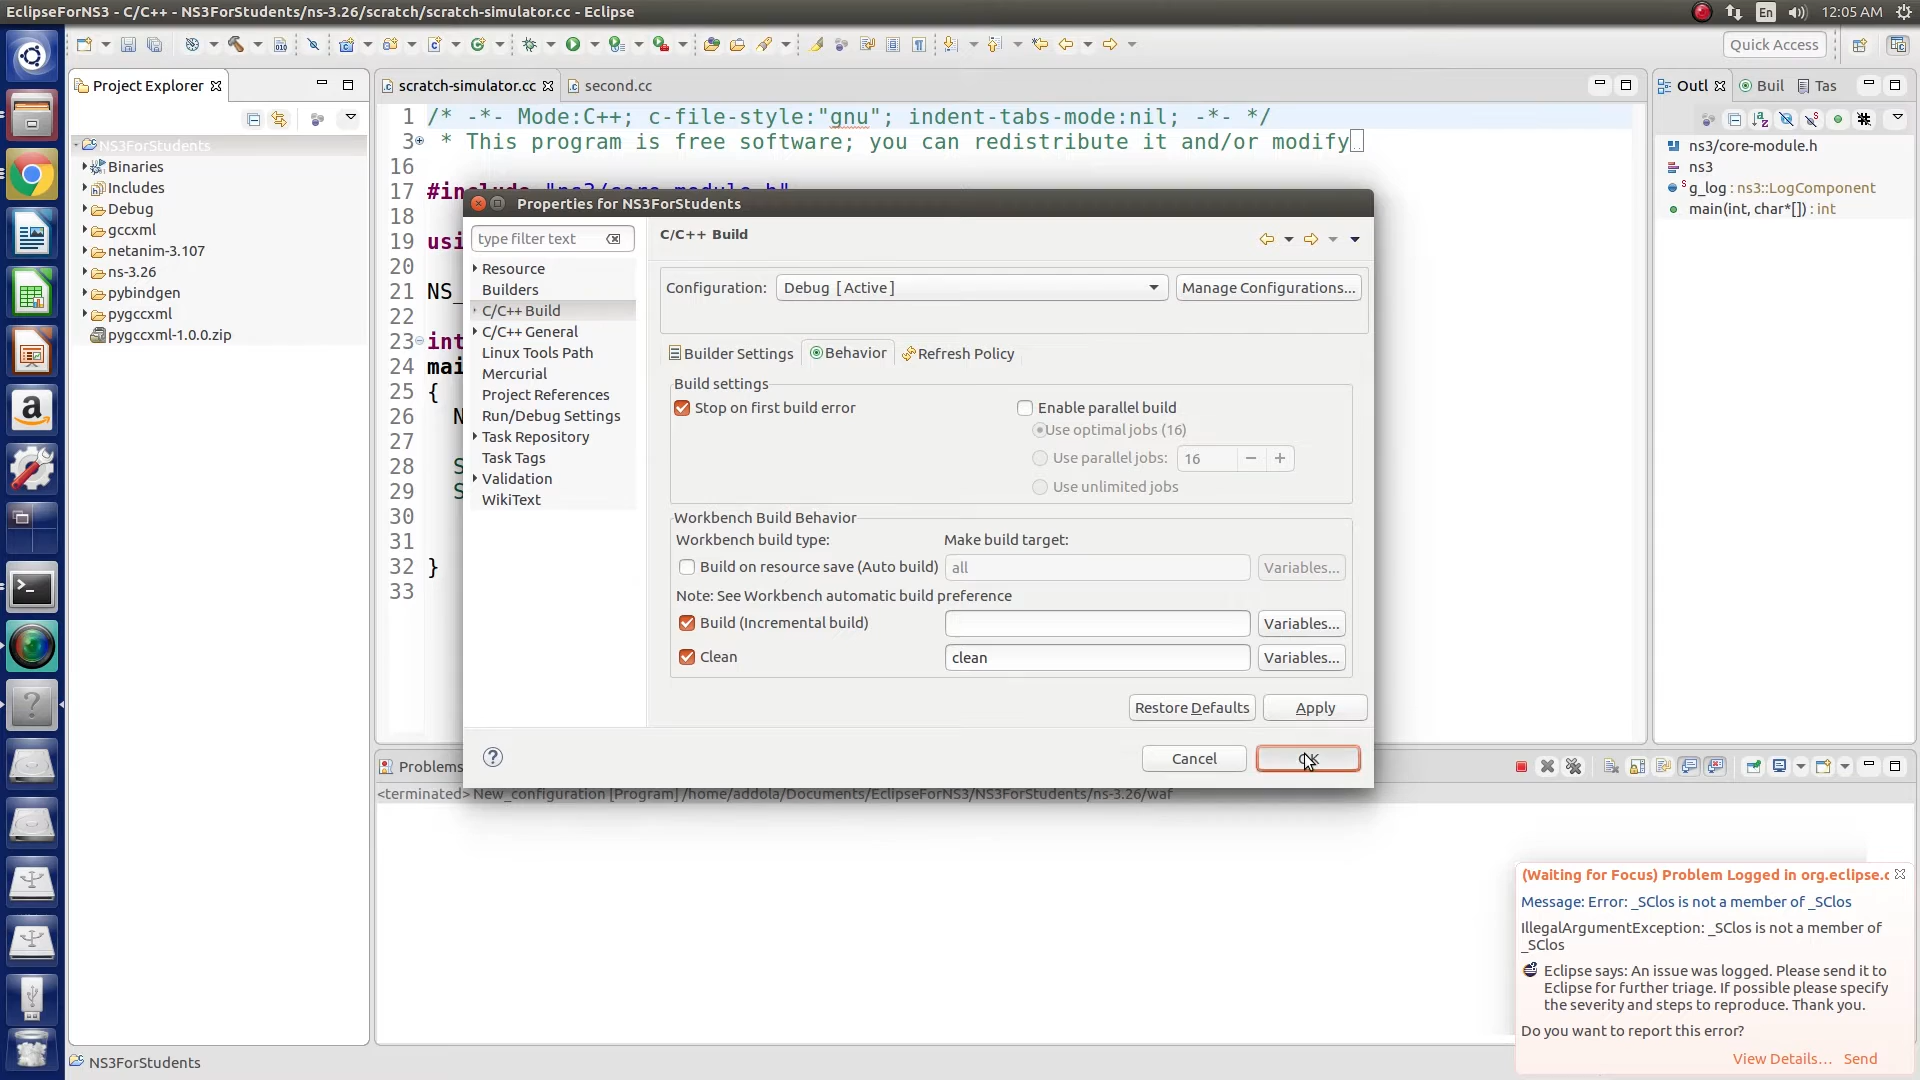 EclipseForNS3 - C/C++ - NS3ForStudents/ns-3.26/scratch/scratch-simulator.cc - Eclipse
En
12:05 AM
Quick Access
Project Explorer
scratch-simulator.cc
second.cc
Outl
Buil
Tas
NS3ForStudents
Binaries
Includes
Debug
gccxml
netanim-3.107
ns-3.26
pybindgen
pygccxml
pygccxml-1.0.0.zip
1 /* -*- Mode:C++; c-file-style:"gnu"; indent-tabs-mode:nil; -*- */
3 * This program is free software; you can redistribute it and/or modify
16
17 #include "ns3/core-module.h"
18
19 usi
20
21 NS_
22
23 int
24 mai
25 {
26 N
27
28 S
29 S
30
31
32 }
33
ns3/core-module.h
ns3
g_log : ns3::LogComponent
main(int, char*[]) : int
Properties for NS3ForStudents
type filter text
Resource
Builders
C/C++ Build
C/C++ General
Linux Tools Path
Mercurial
Project References
Run/Debug Settings
Task Repository
Task Tags
Validation
WikiText
C/C++ Build
Configuration: Debug [ Active ] Manage Configurations...
Builder Settings Behavior Refresh Policy
Build settings
Stop on first build error
Enable parallel build
Use optimal jobs (16)
Use parallel jobs: 16 − +
Use unlimited jobs
Workbench Build Behavior
Workbench build type: Make build target:
Build on resource save (Auto build) all Variables...
Note: See Workbench automatic build preference
Build (Incremental build) Variables...
Clean clean Variables...
Restore Defaults Apply
Cancel OK
Problems
<terminated> New_configuration [Program] /home/addola/Documents/EclipseForNS3/NS3ForStudents/ns-3.26/waf
(Waiting for Focus) Problem Logged in org.eclipse.c
Message: Error: _SClos is not a member of _SClos
IllegalArgumentException: _SClos is not a member of
_SClos
Eclipse says: An issue was logged. Please send it to
Eclipse for further triage. If possible please specify
the severity and steps to reproduce. Thank you.
Do you want to report this error?
View Details... Send
NS3ForStudents